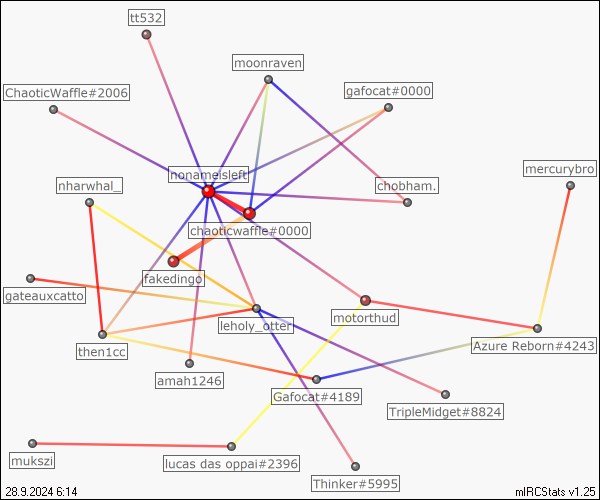 tt532
moonraven
ChaoticWaffle#2006
gafocat#0000
nonameisleft
mercurybro
nharwhal_
chobham.
chaoticwaffle#0000
fakedingo
gateauxcatto
leholy_otter
motorthud
then1cc
Azure Reborn#4243
amah1246
Gafocat#4189
TripleMidget#8824
mukszi
lucas das oppai#2396
Thinker#5995
28.9.2024 6:14
mIRCStats v1.25